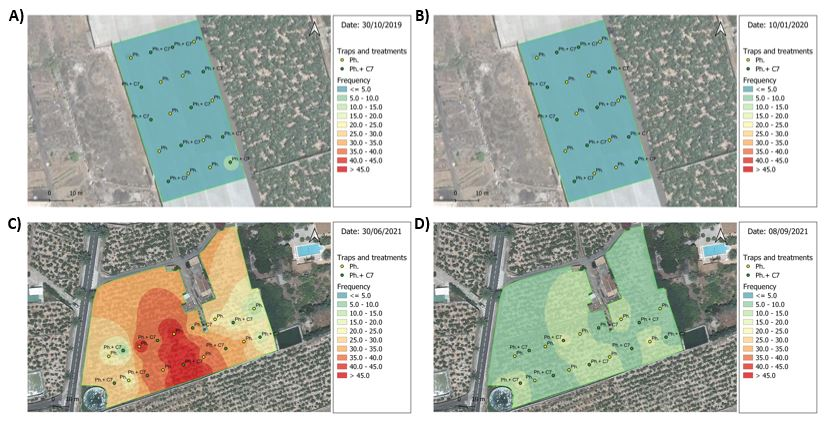 A)
Date: 30/10/2019
Traps and treatments
Ph.
Ph. + C7
Frequency
<= 5.0
5.0 - 10.0
10.0 - 15.0
15.0 - 20.0
20.0 - 25.0
25.0 - 30.0
30.0 - 35.0
35.0 - 40.0
40.0 - 45.0
> 45.0
0 10 m
B)
Date: 10/01/2020
Traps and treatments
Ph.
Ph. + C7
Frequency
<= 5.0
5.0 - 10.0
10.0 - 15.0
15.0 - 20.0
20.0 - 25.0
25.0 - 30.0
30.0 - 35.0
35.0 - 40.0
40.0 - 45.0
> 45.0
0 10 m
C)
Date: 30/06/2021
Traps and treatments
Ph.
Ph. + C7
Frequency
<= 5.0
5.0 - 10.0
10.0 - 15.0
15.0 - 20.0
20.0 - 25.0
25.0 - 30.0
30.0 - 35.0
35.0 - 40.0
40.0 - 45.0
> 45.0
10 m
D)
Date: 08/09/2021
Traps and treatments
Ph.
Ph. + C7
Frequency
<= 5.0
5.0 - 10.0
10.0 - 15.0
15.0 - 20.0
20.0 - 25.0
25.0 - 30.0
30.0 - 35.0
35.0 - 40.0
40.0 - 45.0
> 45.0
10 m